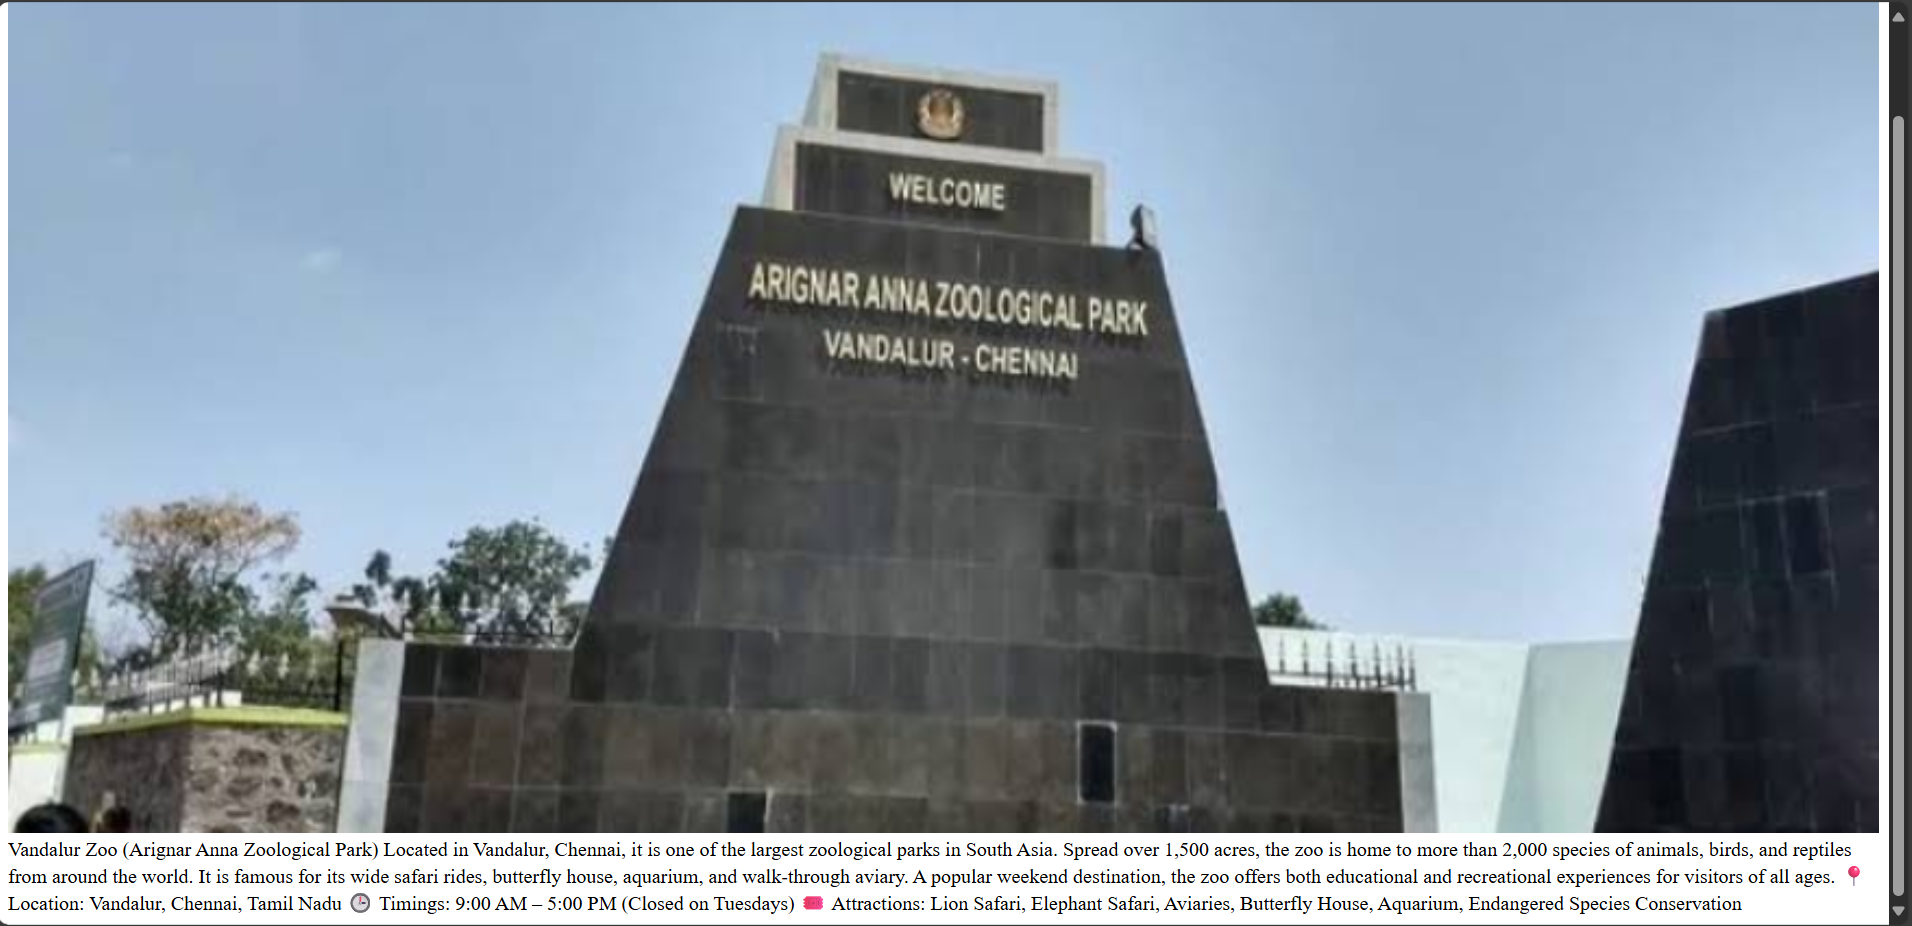 WELCOME
ARIGNAR ANNA ZOOLOGICAL PARK
VANDALUR - CHENNAI
Vandalur Zoo (Arignar Anna Zoological Park) Located in Vandalur, Chennai, it is one of the largest zoological parks in South Asia. Spread over 1,500 acres, the zoo is home to more than 2,000 species of animals, birds, and reptiles
from around the world. It is famous for its wide safari rides, butterfly house, aquarium, and walk-through aviary. A popular weekend destination, the zoo offers both educational and recreational experiences for visitors of all ages. 📍
Location: Vandalur, Chennai, Tamil Nadu 🕒 Timings: 9:00 AM – 5:00 PM (Closed on Tuesdays) 🎟️ Attractions: Lion Safari, Elephant Safari, Aviaries, Butterfly House, Aquarium, Endangered Species Conservation